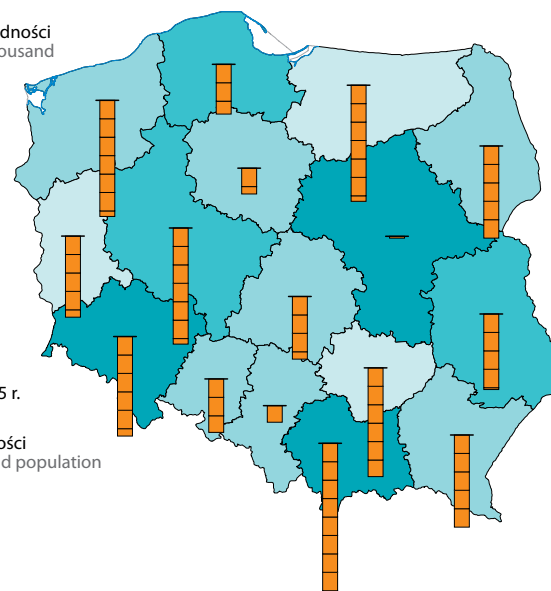 dności
ousand
5 r.
ości
d population